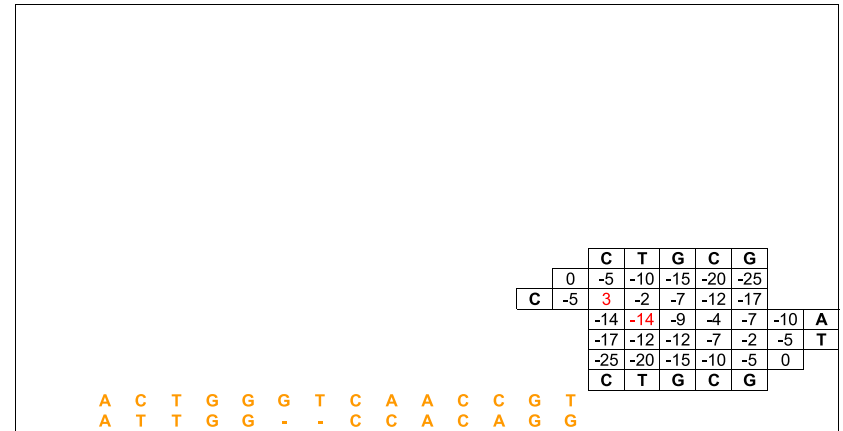 C T G C G
0 -5 -10 -15 -20 -25
C -5 3 -2 -7 -12 -17
-14 -14 -9 -4 -7 -10 A
-17 -12 -12 -7 -2 -5 T
-25 -20 -15 -10 -5 0
C T G C G
A C T G G G T C A A C C G T
A T T G G - - C C A C A G G